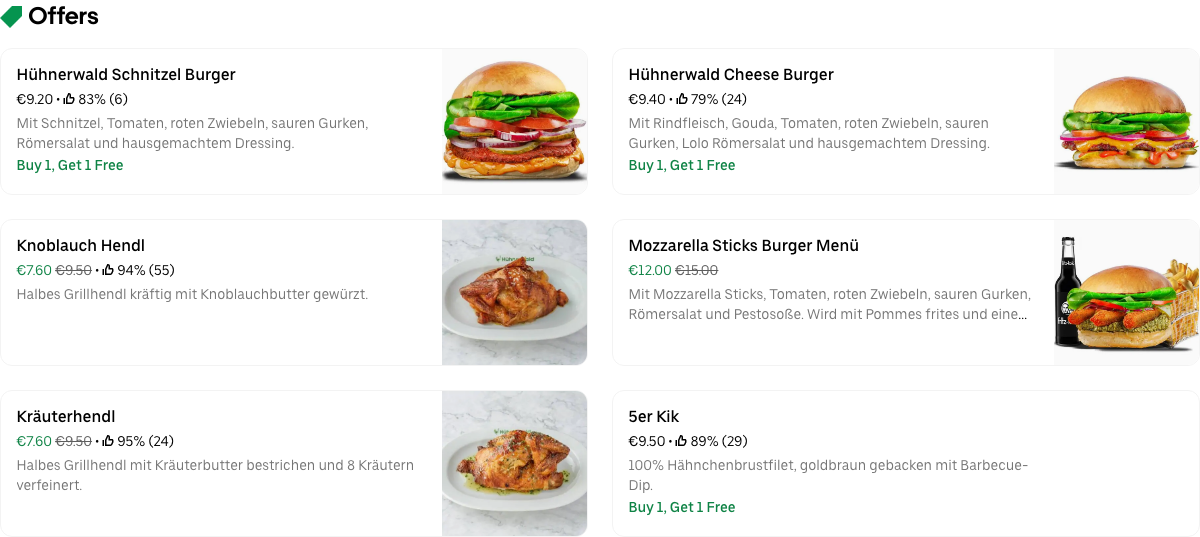 Offers
Hühnerwald Schnitzel Burger
€9.20 • 83% (6)
Mit Schnitzel, Tomaten, roten Zwiebeln, sauren Gurken,
Römersalat und hausgemachtem Dressing.
Buy 1, Get 1 Free
Hühnerwald Cheese Burger
€9.40 • 79% (24)
Mit Rindfleisch, Gouda, Tomaten, roten Zwiebeln, sauren
Gurken, Lolo Römersalat und hausgemachtem Dressing.
Buy 1, Get 1 Free
Knoblauch Hendl
€7.60 €9.50 • 94% (55)
Halbes Grillhendl kräftig mit Knoblauchbutter gewürzt.
Mozzarella Sticks Burger Menü
€12.00 €15.00
Mit Mozzarella Sticks, Tomaten, roten Zwiebeln, sauren Gurken,
Römersalat und Pestosoße. Wird mit Pommes frites und eine...
Kräuterhendl
€7.60 €9.50 • 95% (24)
Halbes Grillhendl mit Kräuterbutter bestrichen und 8 Kräutern
verfeinert.
5er Kik
€9.50 • 89% (29)
100% Hähnchenbrustfilet, goldbraun gebacken mit Barbecue-
Dip.
Buy 1, Get 1 Free